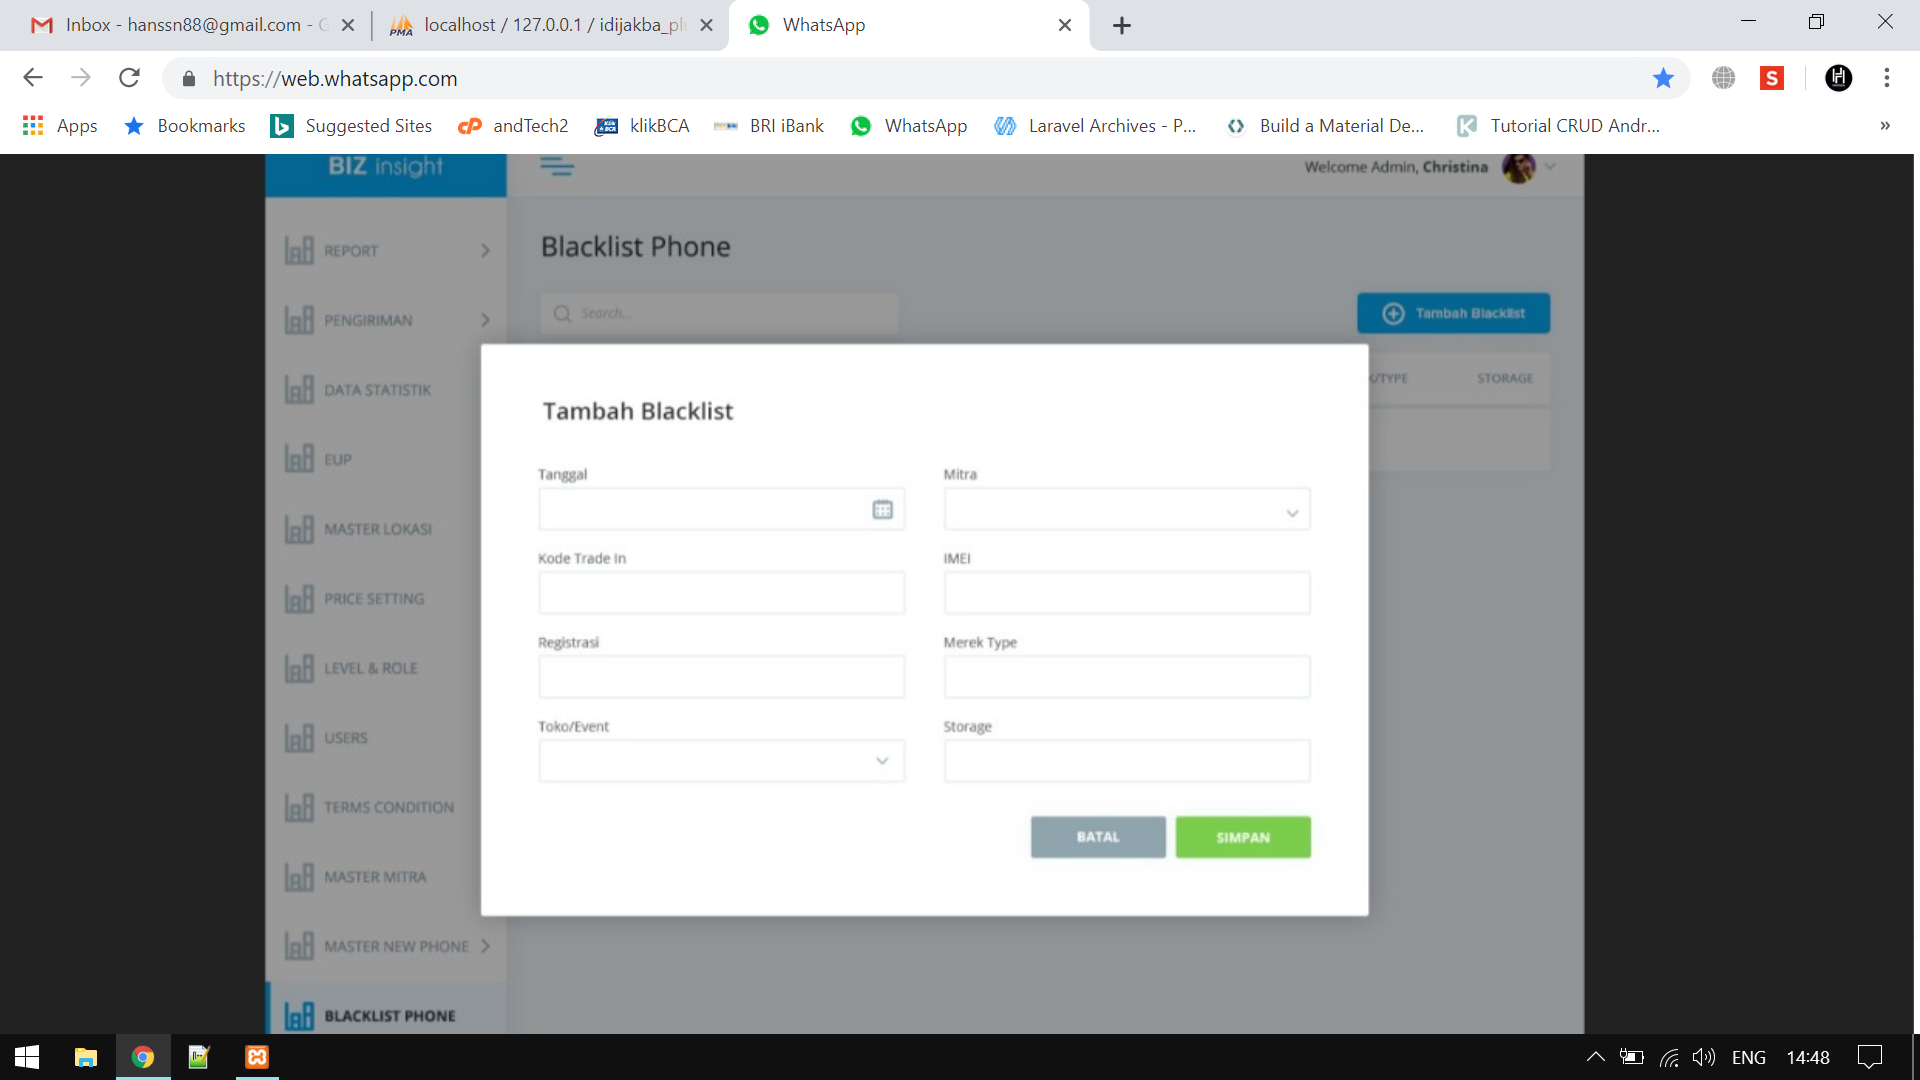 Inbox - hanssn88@gmail.com - G
localhost / 127.0.0.1 / idijakba_pl
WhatsApp
https://web.whatsapp.com
Apps
Bookmarks
Suggested Sites
andTech2
klikBCA
BRI iBank
WhatsApp
Laravel Archives - P...
Build a Material De...
Tutorial CRUD Andr...
BIZ insight
Welcome Admin, Christina
REPORT
PENGIRIMAN
DATA STATISTIK
EUP
MASTER LOKASI
PRICE SETTING
LEVEL & ROLE
USERS
TERMS CONDITION
MASTER MITRA
MASTER NEW PHONE
BLACKLIST PHONE
Blacklist Phone
Search...
Tambah Blacklist
/TYPE
STORAGE
Tambah Blacklist
Tanggal
Mitra
Kode Trade In
IMEI
Registrasi
Merek Type
Toko/Event
Storage
BATAL
SIMPAN
ENG
14:48